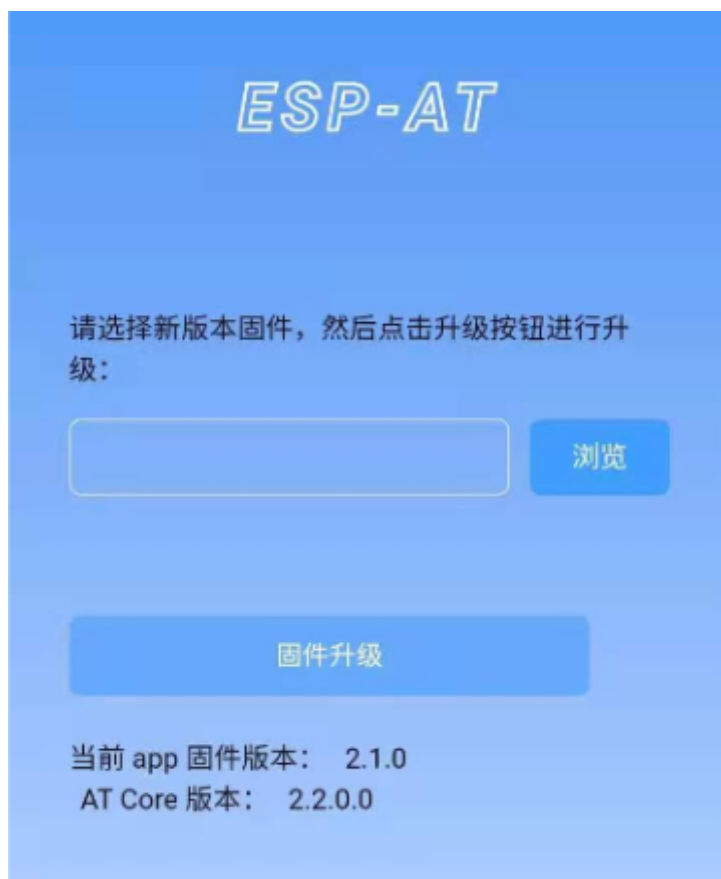 ESP-AT
请选择新版本固件，然后点击升级按钮进行升
级：
浏览
固件升级
当前 app 固件版本： 2.1.0
AT Core 版本： 2.2.0.0